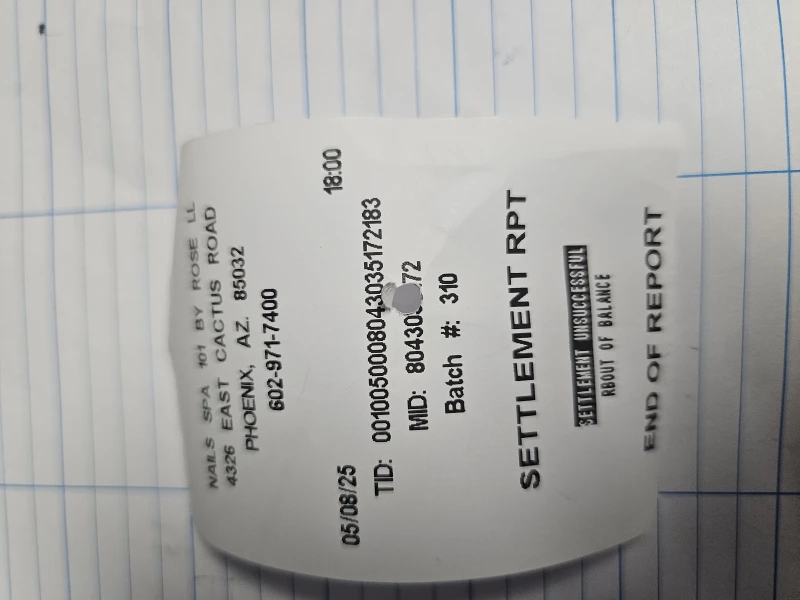 NAILS SPA 101 BY ROSE LL
4326 EAST CACTUS ROAD
PHOENIX, AZ. 85032
602-971-7400
05/08/25 18:00
TID: 0010050008043035172183
MID: 80430 72
Batch #: 310
SETTLEMENT RPT
SETTLEMENT UNSUCCESSFUL
RBOUT OF BALANCE
END OF REPORT